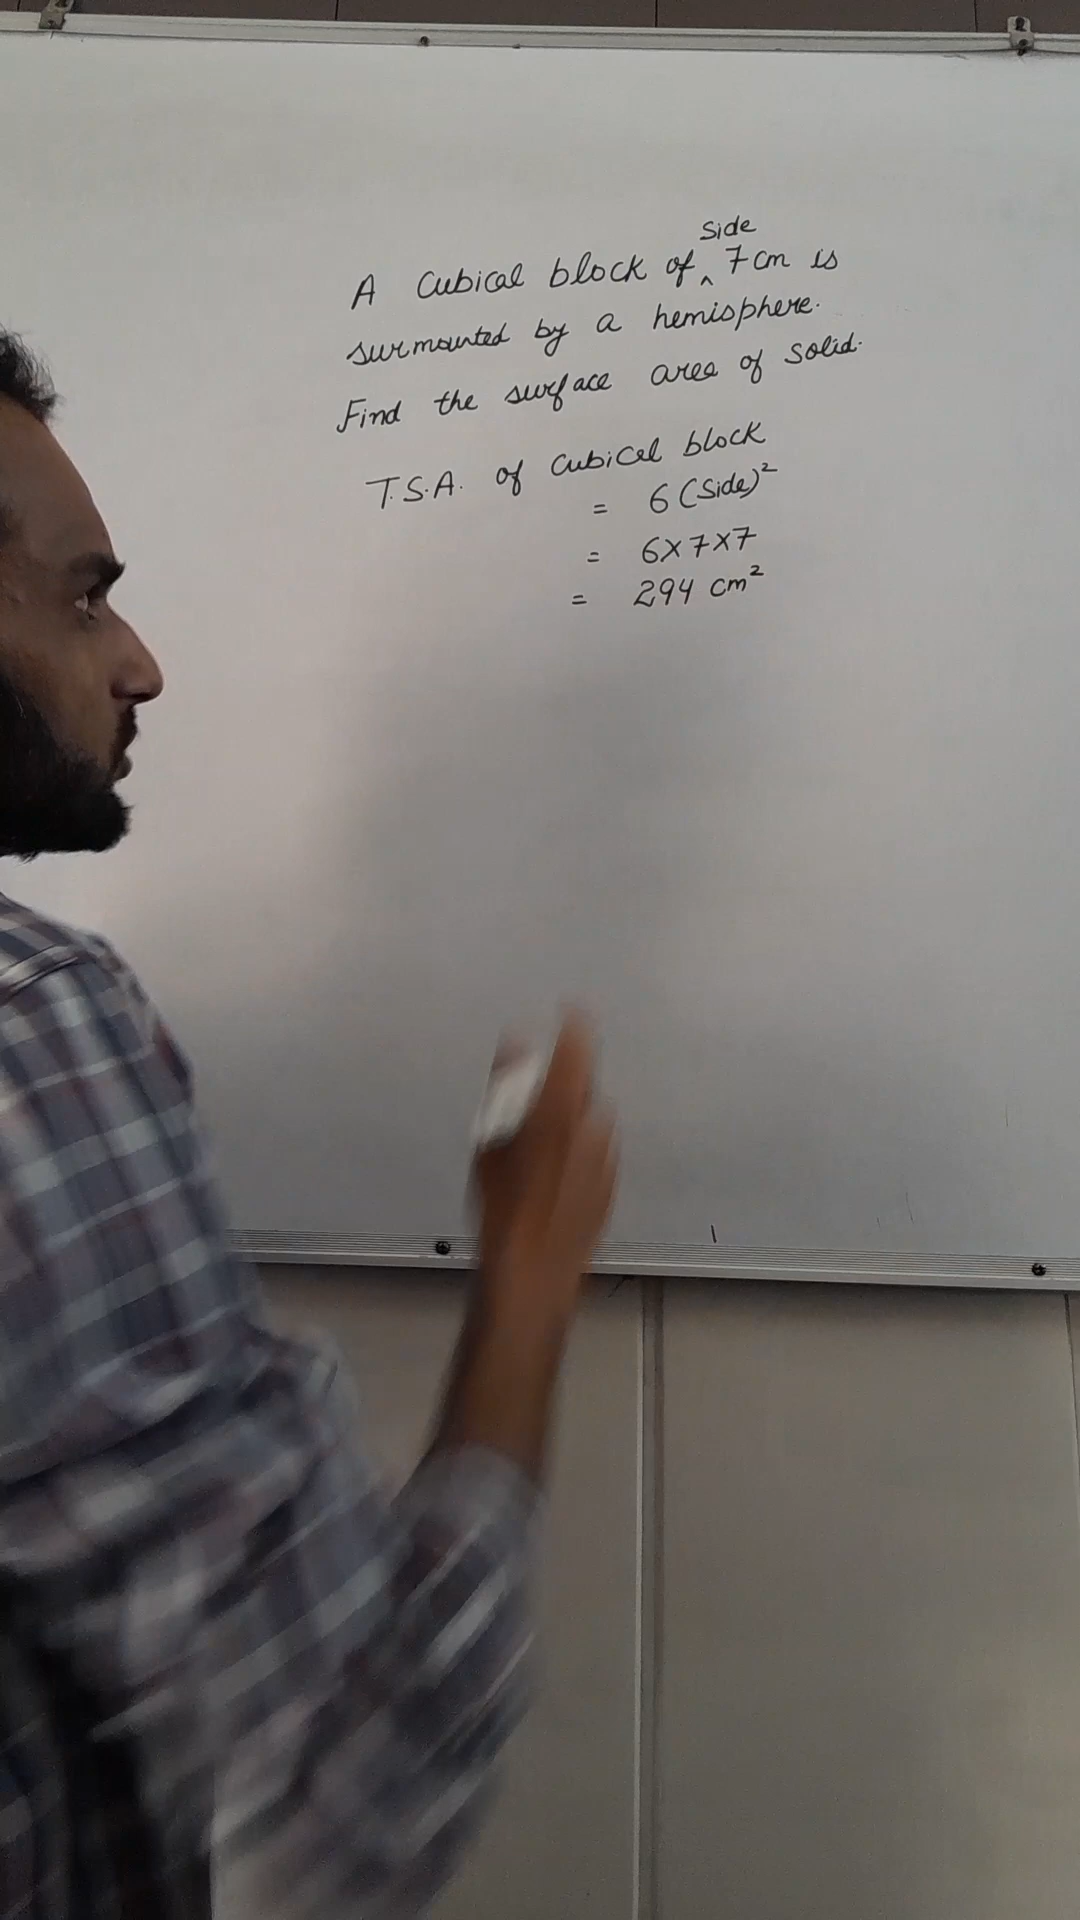 Side
A Cubical block of ‸ 7 cm is
surmounted by a hemisphere.
Find the surface area of solid.
T.S.A. of Cubical block
= 6 (Side)²
= 6×7×7
= 294 cm²